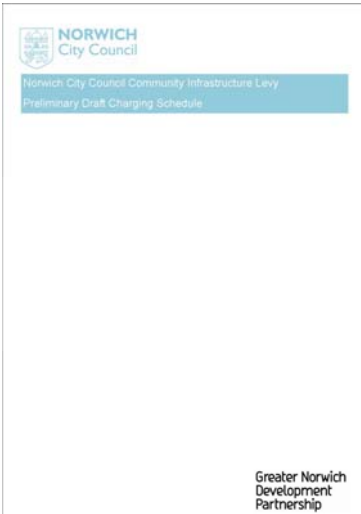 NORWICH
City Council
Norwich City Council Community Infrastructure Levy
Preliminary Draft Charging Schedule
Greater Norwich
Development
Partnership